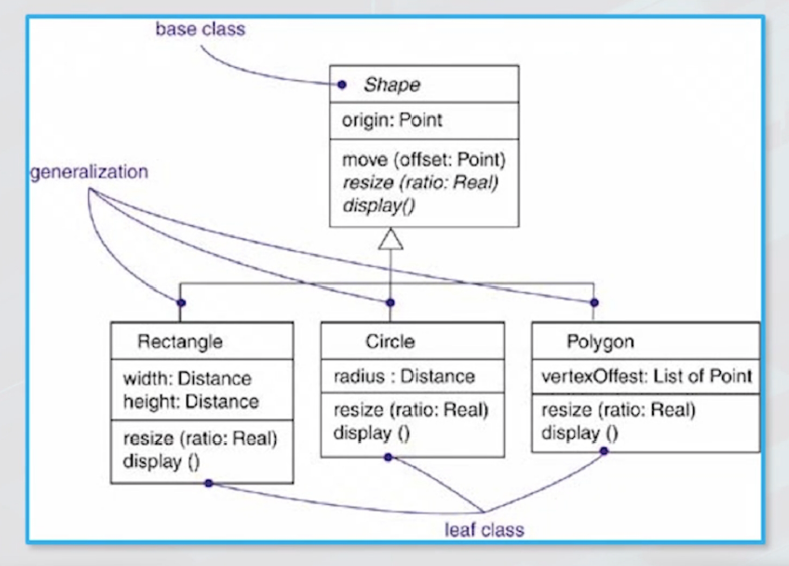 base class
Shape
origin: Point
move (offset: Point)
resize (ratio: Real)
display()
generalization
Rectangle
width: Distance
height: Distance
resize (ratio: Real)
display ()
Circle
radius : Distance
resize (ratio: Real)
display ()
Polygon
vertexOffest: List of Point
resize (ratio: Real)
display ()
leaf class